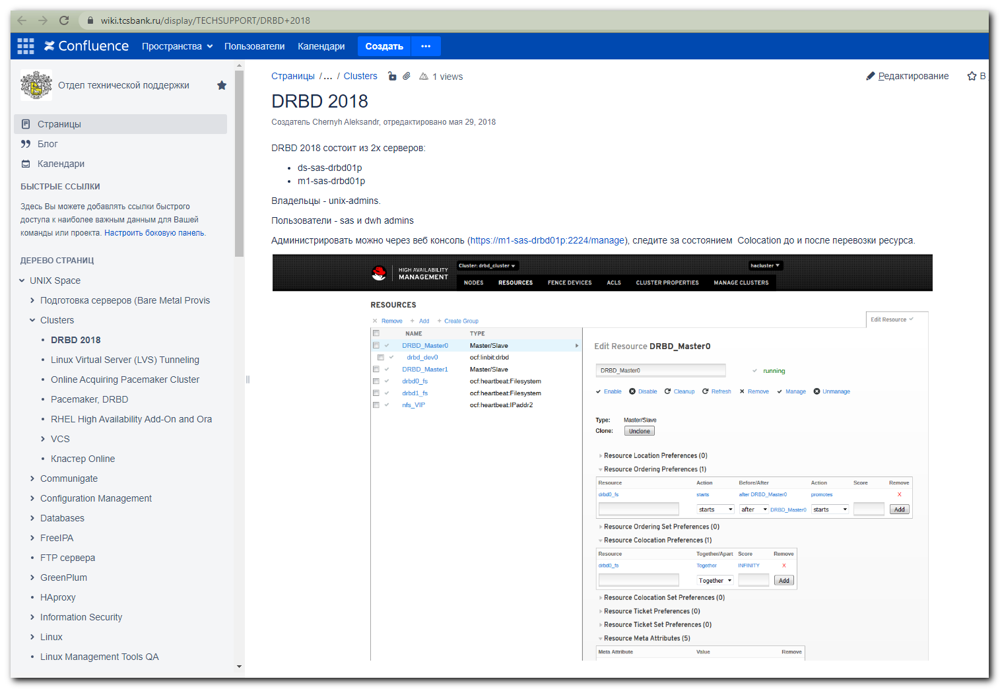 wiki.tcsbank.ru/display/TECHSUPPORT/DRBD+2018
Confluence Пространства Пользователи Календари Создать ···
Отдел технической поддержки
Страницы
Блог
Календари
БЫСТРЫЕ ССЫЛКИ
Здесь Вы можете добавлять ссылки быстрого
доступа к наиболее важным данным для Вашей
команды или проекта. Настроить боковую панель.
ДЕРЕВО СТРАНИЦ
UNIX Space
Подготовка серверов (Bare Metal Provis
Clusters
• DRBD 2018
• Linux Virtual Server (LVS) Tunneling
• Online Acquiring Pacemaker Cluster
• Pacemaker, DRBD
• RHEL High Availability Add-On and Ora
VCS
• Кластер Online
Communigate
Configuration Management
Databases
FreeIPA
• FTP сервера
GreenPlum
• HAproxy
Information Security
Linux
• Linux Management Tools QA
Страницы /... / Clusters 1 views Редактирование В
DRBD 2018
Создатель Chernyh Aleksandr, отредактировано мая 29, 2018
DRBD 2018 состоит из 2х серверов:
• ds-sas-drbd01p
• m1-sas-drbd01p
Владельцы - unix-admins.
Пользователи - sas и dwh admins
Администрировать можно через веб консоль (https://m1-sas-drbd01p:2224/manage), следите за состоянием Colocation до и после перевозки ресурса.
HIGH AVAILABILITY
MANAGEMENT
Cluster: drbd_cluster hacluster
NODES RESOURCES FENCE DEVICES ACLS CLUSTER PROPERTIES MANAGE CLUSTERS
RESOURCES
Remove + Add + Create Group
NAME TYPE
DRBD_Master0 Master/Slave
drbd_dev0 ocf:linbit:drbd
DRBD_Master1 Master/Slave
drbd0_fs ocf:heartbeat:Filesystem
drbd1_fs ocf:heartbeat:Filesystem
nfs_VIP ocf:heartbeat:IPaddr2
Edit Resource
Edit Resource DRBD_Master0
DRBD_Master0 running
Enable Disable Cleanup Refresh Remove Manage Unmanage
Type: Master/Slave
Clone: Unclone
Resource Location Preferences (0)
Resource Ordering Preferences (1)
Resource Action Before/After Action Score Remove
drbd0_fs starts after DRBD_Master0 promotes X
starts after DRBD_Master0 starts Add
Resource Ordering Set Preferences (0)
Resource Colocation Preferences (1)
Resource Together/Apart Score Remove
drbd0_fs Together INFINITY X
Together Add
Resource Colocation Set Preferences (0)
Resource Ticket Preferences (0)
Resource Ticket Set Preferences (0)
Resource Meta Attributes (5)
Meta Attribute Value Remove